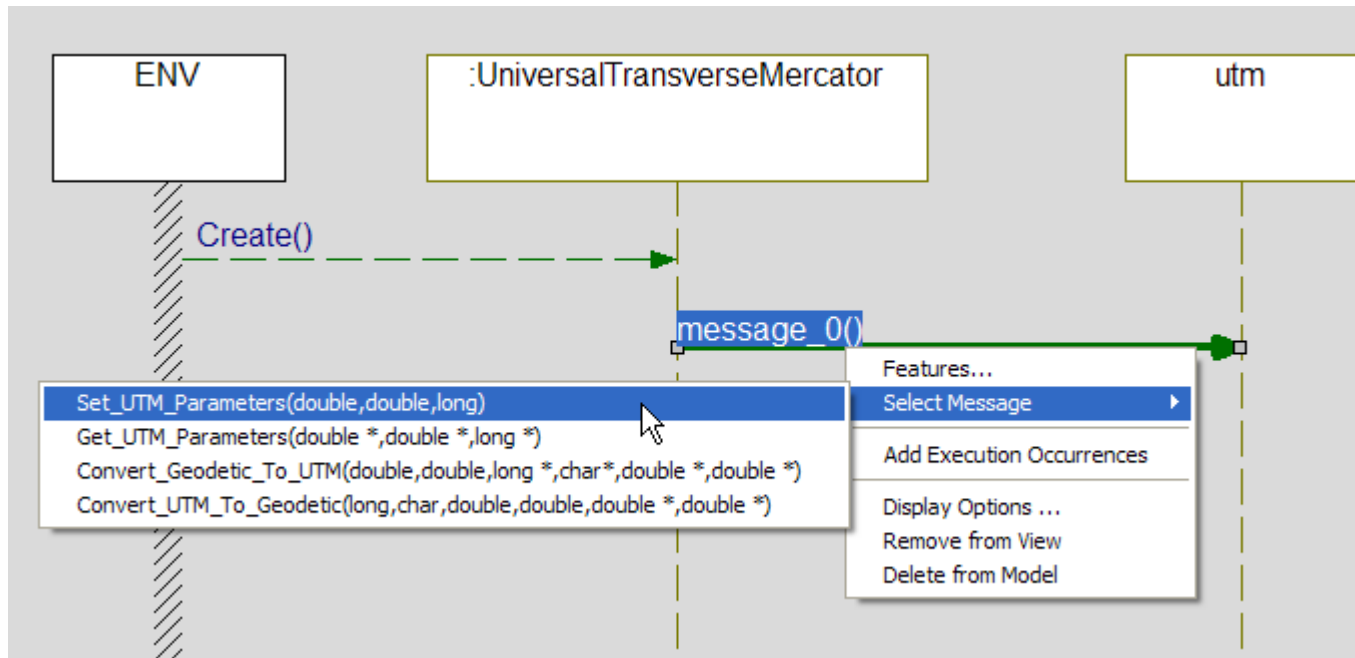 ENV
:UniversalTransverseMercator
utm
Create()
message_0()
Features...
Select Message
Add Execution Occurrences
Display Options ...
Remove from View
Delete from Model
Set_UTM_Parameters(double,double,long)
Get_UTM_Parameters(double *,double *,long *)
Convert_Geodetic_To_UTM(double,double,long *,char*,double *,double *)
Convert_UTM_To_Geodetic(long,char,double,double,double *,double *)